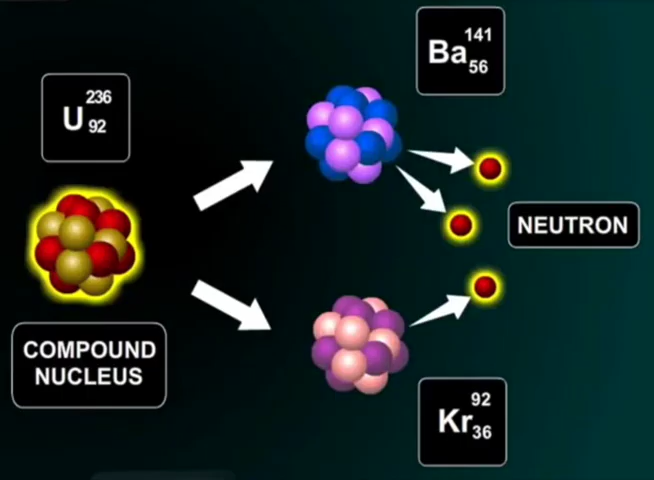 U 236 92
COMPOUND
NUCLEUS
Ba 141 56
NEUTRON
Kr 92 36